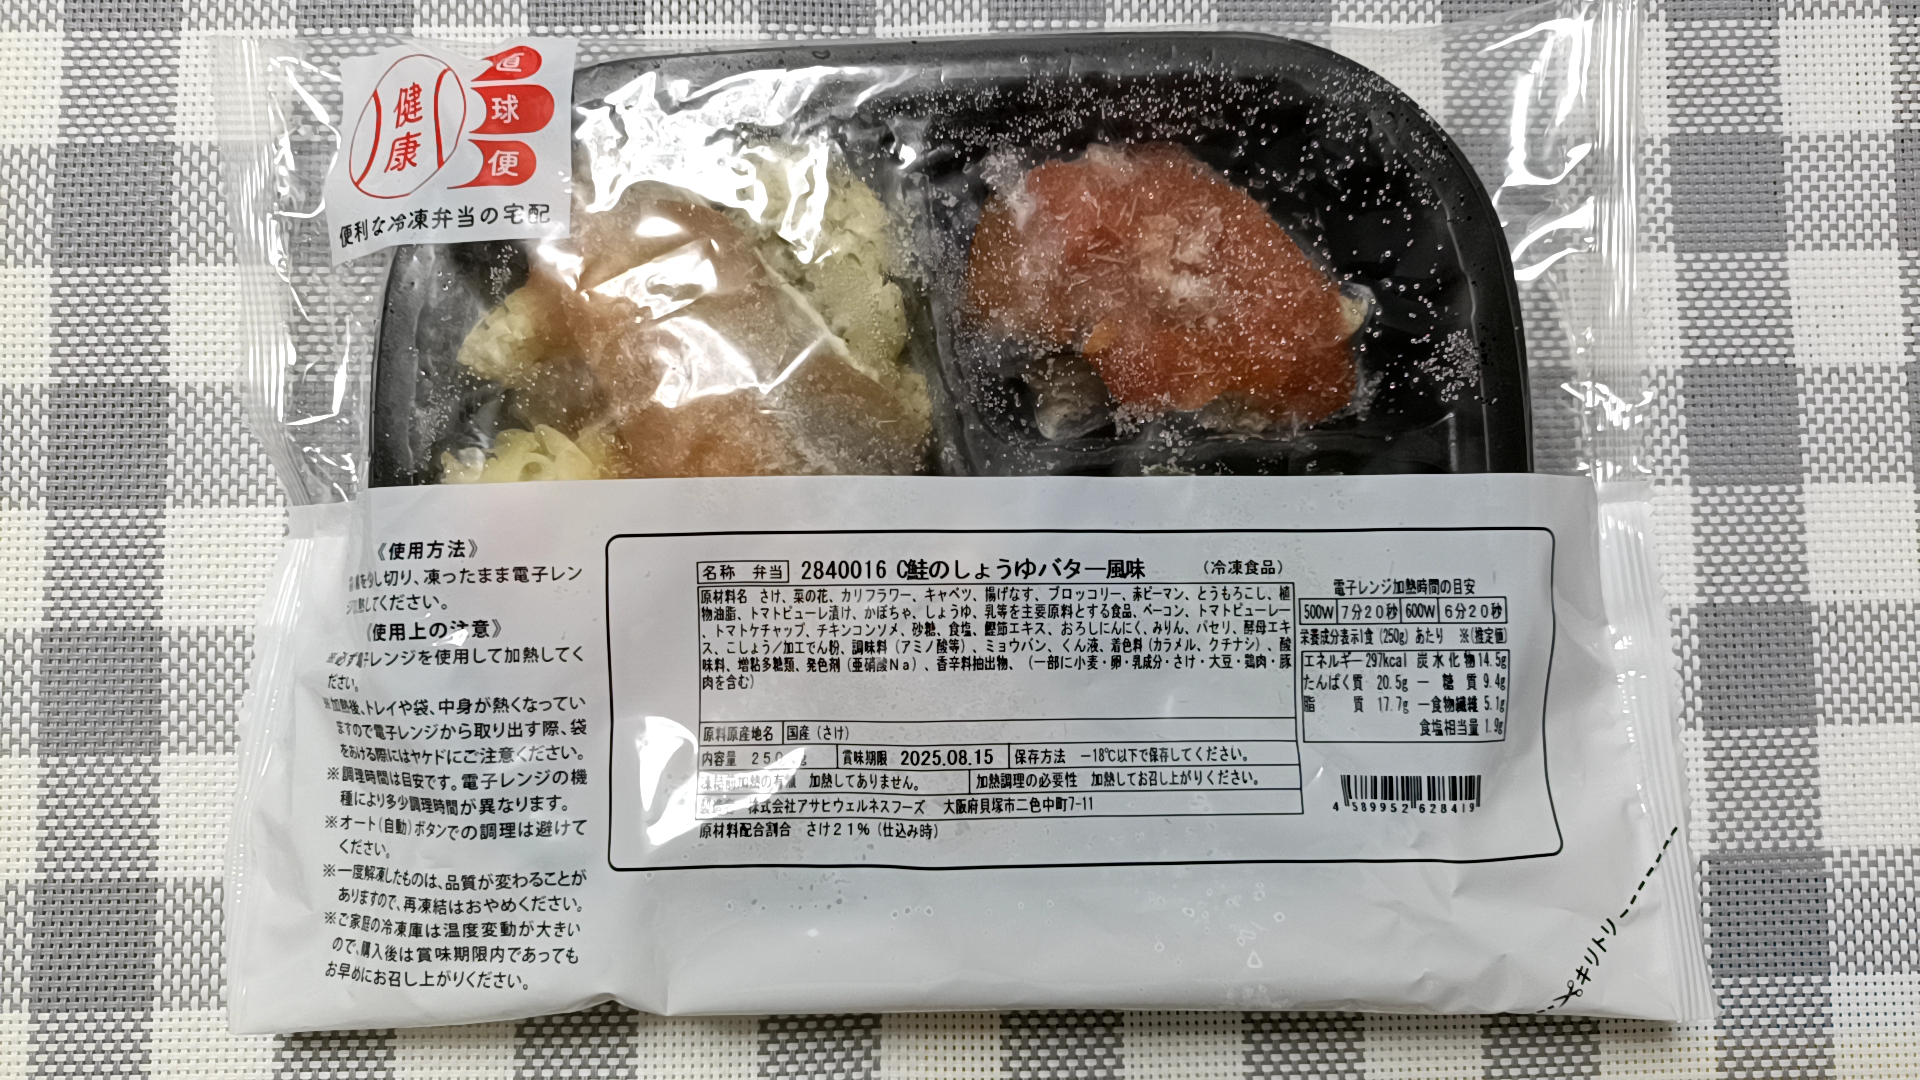 健康
直球便
便利な冷凍弁当の宅配
《使用方法》
し切り、凍ったまま電子レン
してください。
《使用上の注意》
※必ず電子レンジを使用して加熱してく
ださい。
※加熱後、トレイや袋、中身が熱くなってい
ますので電子レンジから取り出す際、袋
をあける際にはヤケドにご注意ください。
※調理時間は目安です。電子レンジの機
種により多少調理時間が異なります。
※オート(自動)ボタンでの調理は避けて
ください。
※一度解凍したものは、品質が変わることが
ありますので、再凍結はおやめください。
※ご家庭の冷凍庫は温度変動が大きい
ので、購入後は賞味期限内であっても
お早めにお召し上がりください。
名称 弁当 2840016 C鮭のしょうゆバター風味 (冷凍食品)
原材料名 さけ、菜の花、カリフラワー、キャベツ、揚げなす、ブロッコリー、赤ピーマン、とうもろこし、植
物油脂、トマトピューレ漬け、かぼちゃ、しょうゆ、乳等を主要原料とする食品、ベーコン、トマトピューレー
、トマトケチャップ、チキンコンソメ、砂糖、食塩、鰹節エキス、おろしにんにく、みりん、パセリ、酵母エキ
ス、こしょう/加工でん粉、調味料(アミノ酸等)、ミョウバン、くん液、着色料(カラメル、クチナシ)、酸
味料、増粘多糖類、発色剤(亜硝酸Na)、香辛料抽出物、(一部に小麦・卵・乳成分・さけ・大豆・鶏肉・豚
肉を含む)
原料原産地名 国産(さけ)
内容量 250 g 賞味期限 2025.08.15 保存方法 −18℃以下で保存してください。
凍結前加熱の有無 加熱してありません。 加熱調理の必要性 加熱してお召し上がりください。
株式会社アサヒウェルネスフーズ 大阪府貝塚市二色中町7-11
原材料配合割合 さけ21%(仕込み時)
電子レンジ加熱時間の目安
500W 7分20秒 600W 6分20秒
栄養成分表示1食(250g)あたり ※(推定値)
エネルギー 297kcal 炭水化物 14.5g
たんぱく質 20.5g − 糖質 9.4g
脂質 17.7g −食物繊維 5.1g
食塩相当量 1.9g
4 589952 628419
キリトリ